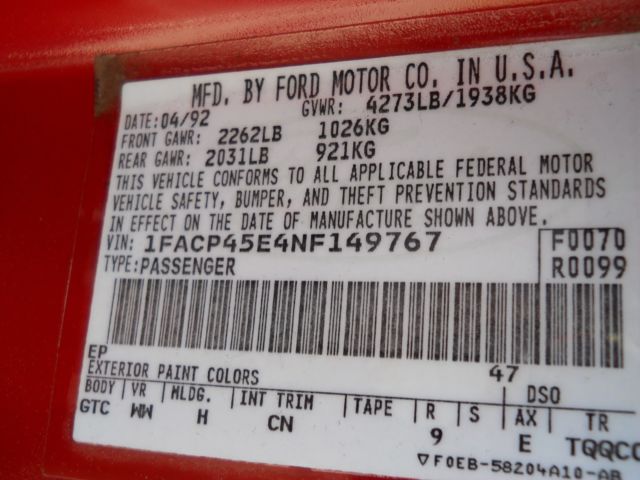 MFD. BY FORD MOTOR CO. IN U.S.A.
DATE: 04/92 GVWR: 4273LB/1938KG
FRONT GAWR: 2262LB 1026KG
REAR GAWR: 2031LB 921KG
THIS VEHICLE CONFORMS TO ALL APPLICABLE FEDERAL MOTOR
VEHICLE SAFETY, BUMPER, AND THEFT PREVENTION STANDARDS
IN EFFECT ON THE DATE OF MANUFACTURE SHOWN ABOVE.
VIN: 1FACP45E4NF149767 F0070
TYPE: PASSENGER R0099
EP 47
EXTERIOR PAINT COLORS DSO
BODY VR MLDG. INT TRIM TAPE R S AX TR
GTC WW H CN 9 E TQQCC
▽F0EB-58204A10-AB